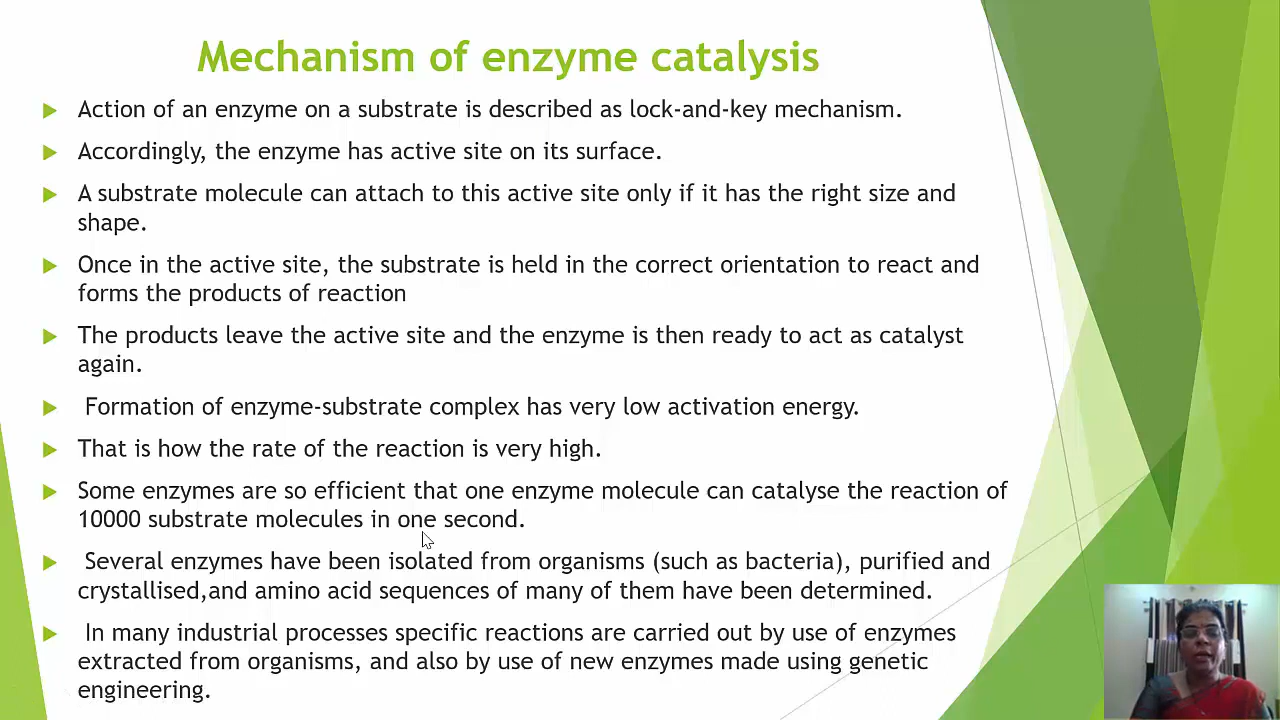 Mechanism of enzyme catalysis
Action of an enzyme on a substrate is described as lock-and-key mechanism.
Accordingly, the enzyme has active site on its surface.
A substrate molecule can attach to this active site only if it has the right size and
shape.
Once in the active site, the substrate is held in the correct orientation to react and
forms the products of reaction
The products leave the active site and the enzyme is then ready to act as catalyst
again.
Formation of enzyme-substrate complex has very low activation energy.
That is how the rate of the reaction is very high.
Some enzymes are so efficient that one enzyme molecule can catalyse the reaction of
10000 substrate molecules in one second.
Several enzymes have been isolated from organisms (such as bacteria), purified and
crystallised,and amino acid sequences of many of them have been determined.
In many industrial processes specific reactions are carried out by use of enzymes
extracted from organisms, and also by use of new enzymes made using genetic
engineering.